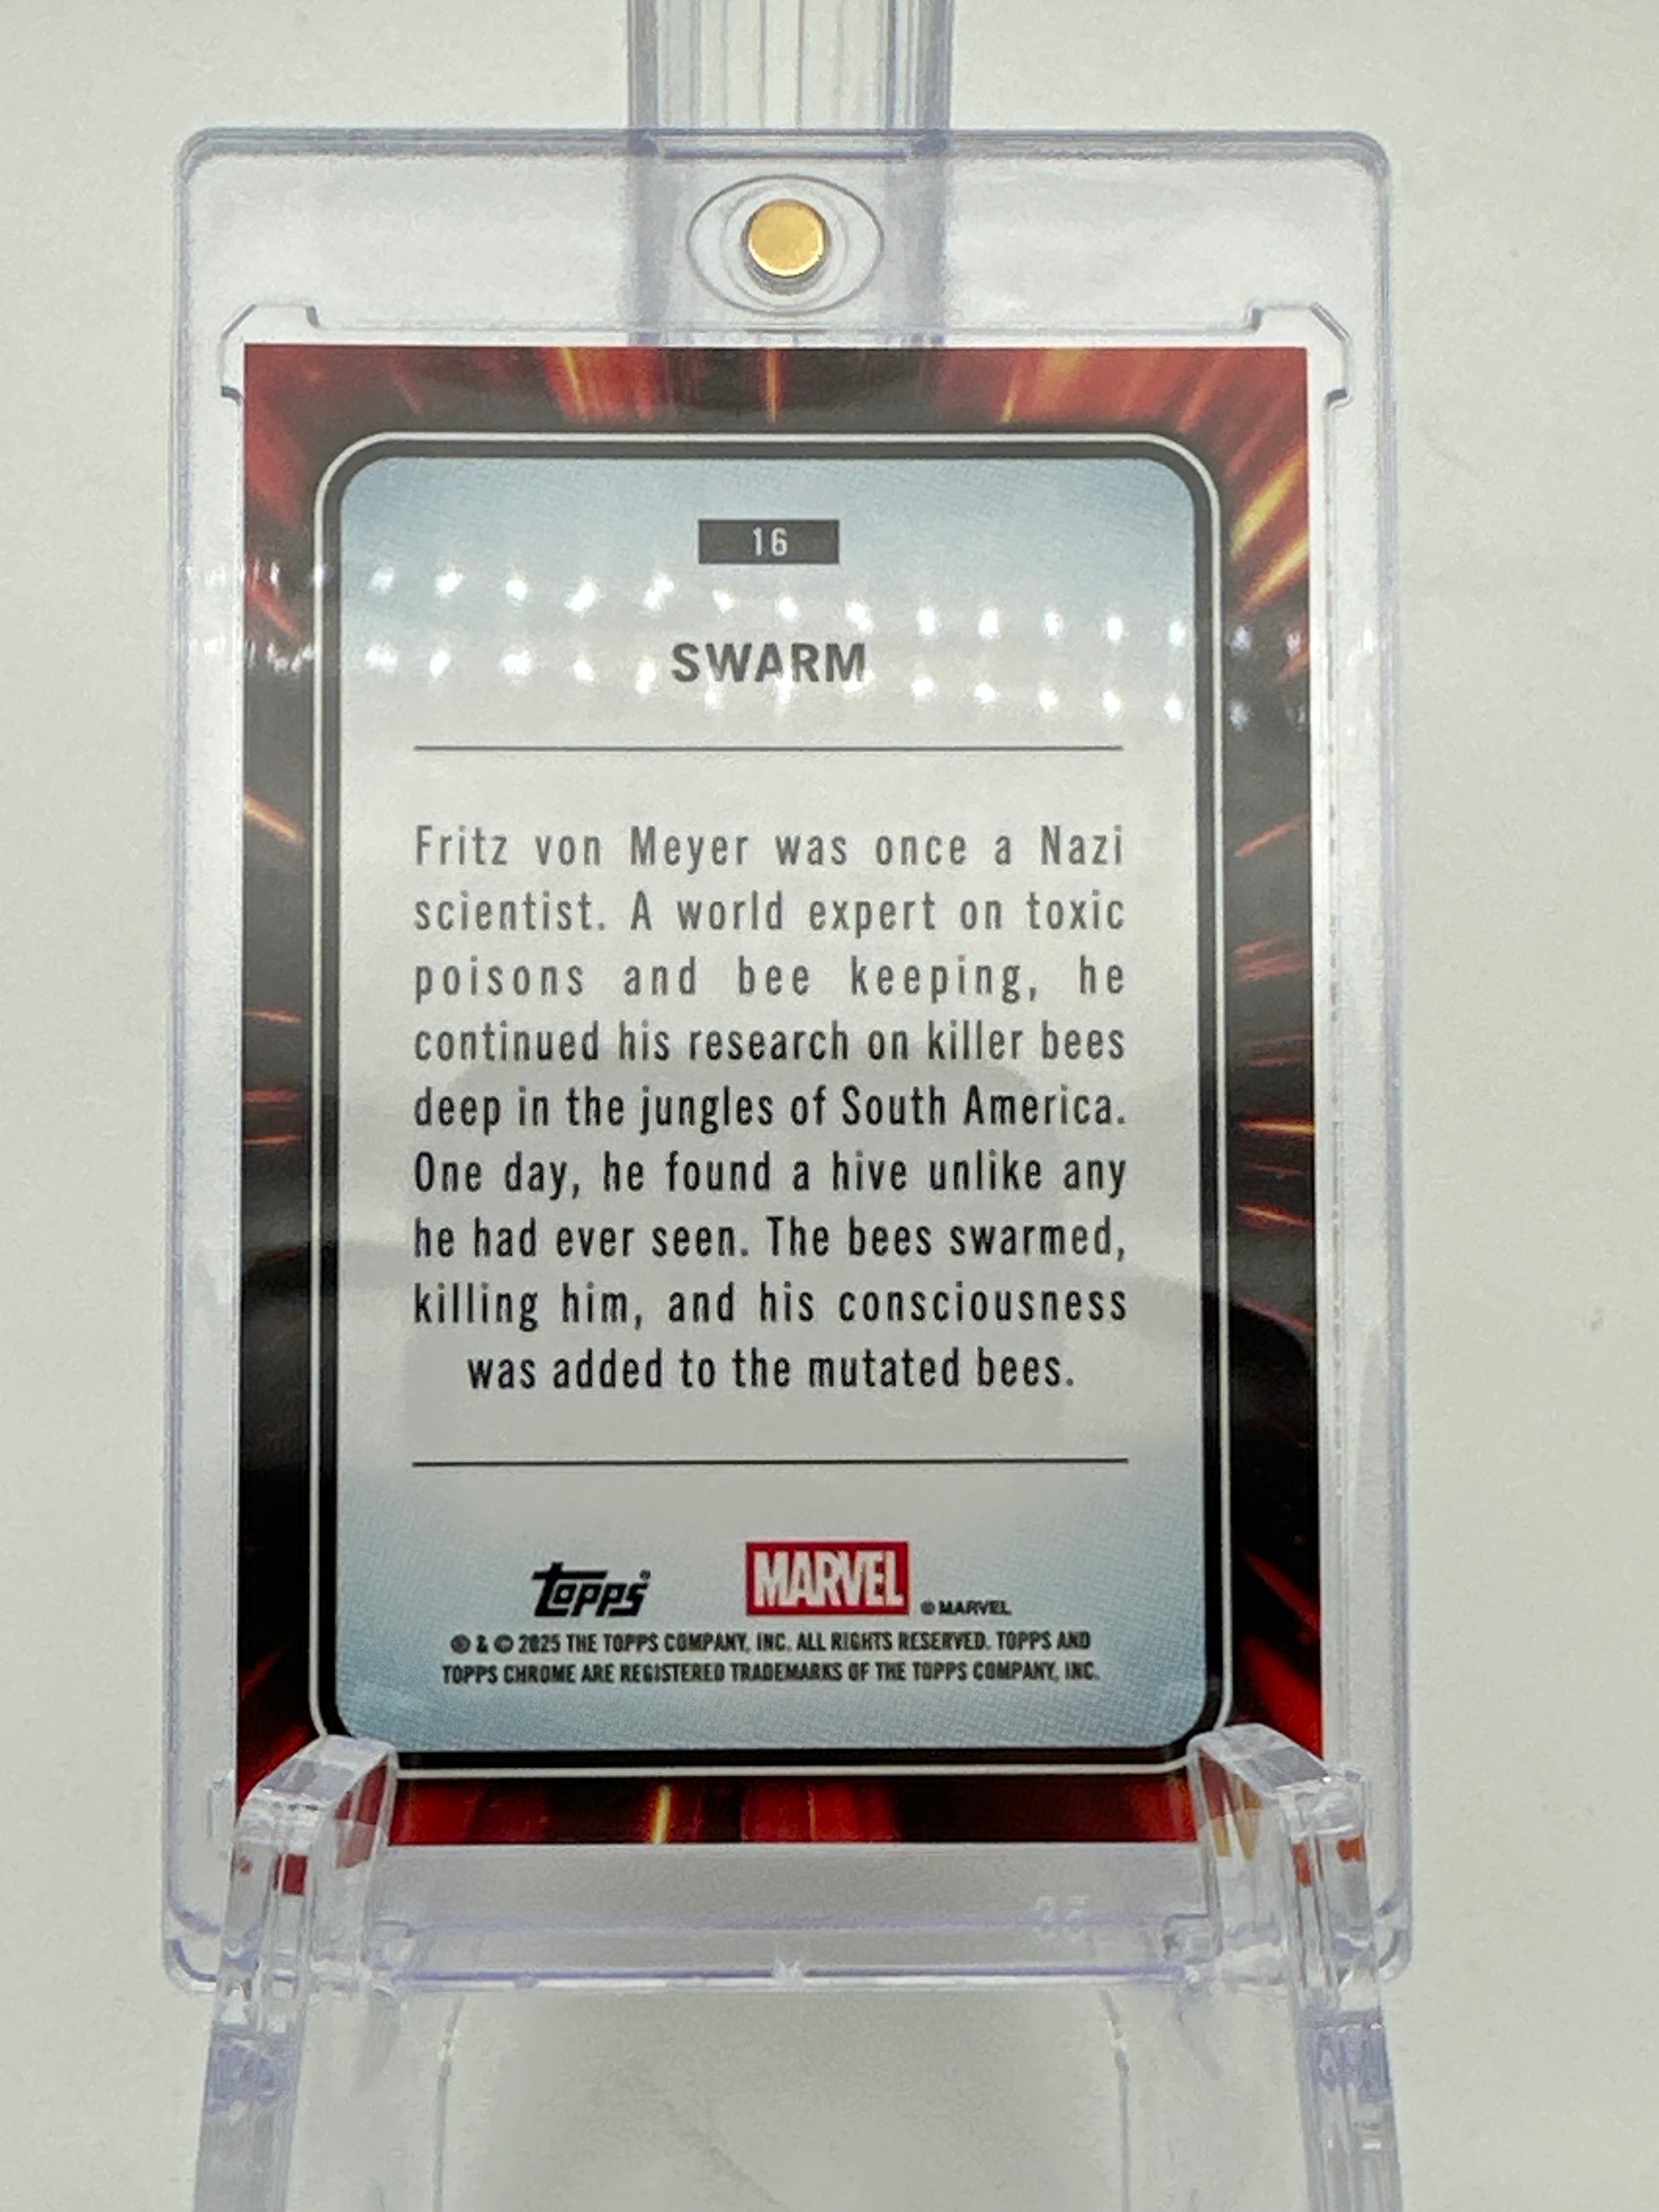 16
SWARM
Fritz von Meyer was once a Nazi
scientist. A world expert on toxic
poisons and bee keeping, he
continued his research on killer bees
deep in the jungles of South America.
One day, he found a hive unlike any
he had ever seen. The bees swarmed,
killing him, and his consciousness
was added to the mutated bees.
Topps® MARVEL © MARVEL
® & © 2025 THE TOPPS COMPANY, INC. ALL RIGHTS RESERVED. TOPPS AND
TOPPS CHROME ARE REGISTERED TRADEMARKS OF THE TOPPS COMPANY, INC.
35